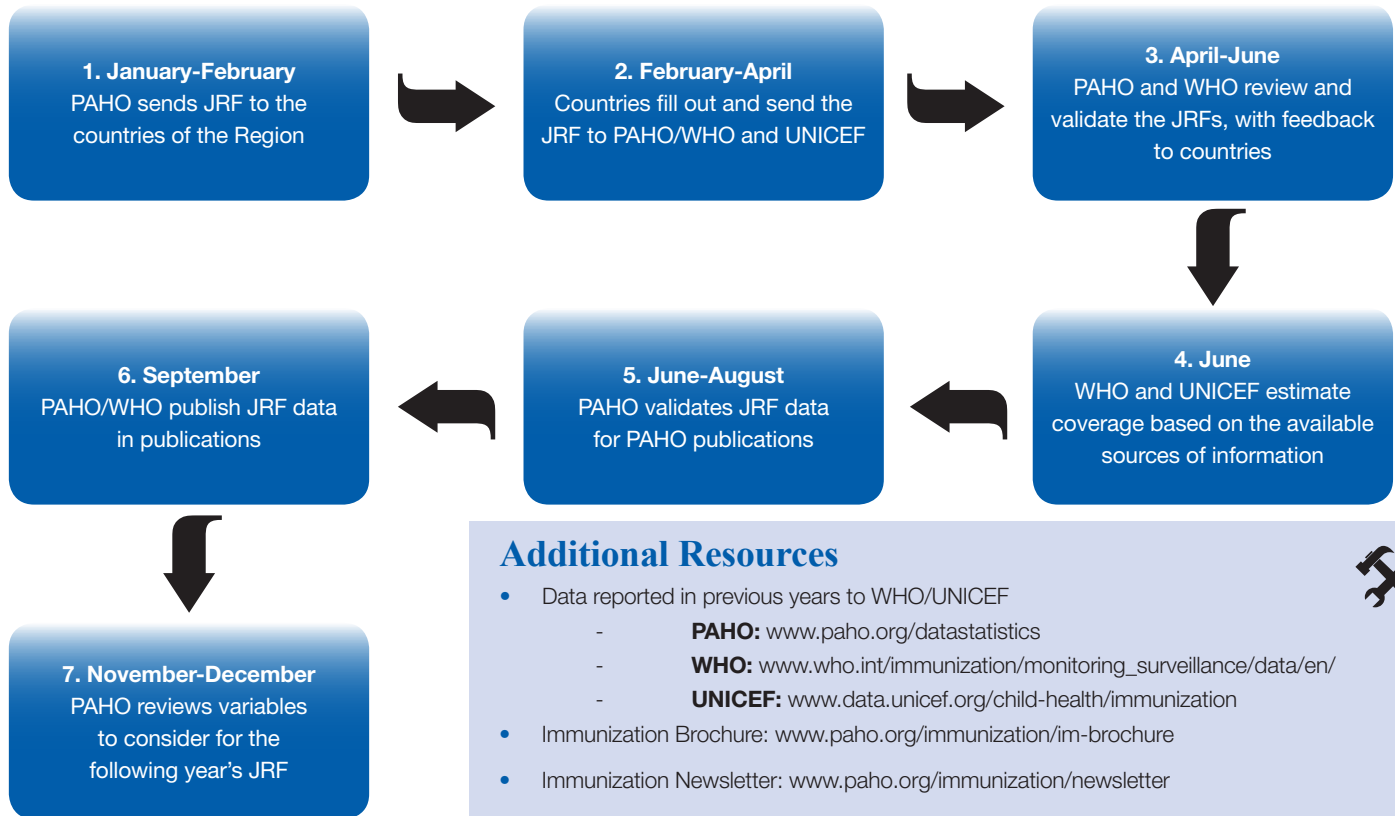 1. January-February
PAHO sends JRF to the
countries of the Region
2. February-April
Countries fill out and send the
JRF to PAHO/WHO and UNICEF
3. April-June
PAHO and WHO review and
validate the JRFs, with feedback
to countries
4. June
WHO and UNICEF estimate
coverage based on the available
sources of information
5. June-August
PAHO validates JRF data
for PAHO publications
6. September
PAHO/WHO publish JRF data
in publications
7. November-December
PAHO reviews variables
to consider for the
following year's JRF
Additional Resources
• Data reported in previous years to WHO/UNICEF
- PAHO: www.paho.org/datastatistics
- WHO: www.who.int/immunization/monitoring_surveillance/data/en/
- UNICEF: www.data.unicef.org/child-health/immunization
• Immunization Brochure: www.paho.org/immunization/im-brochure
• Immunization Newsletter: www.paho.org/immunization/newsletter